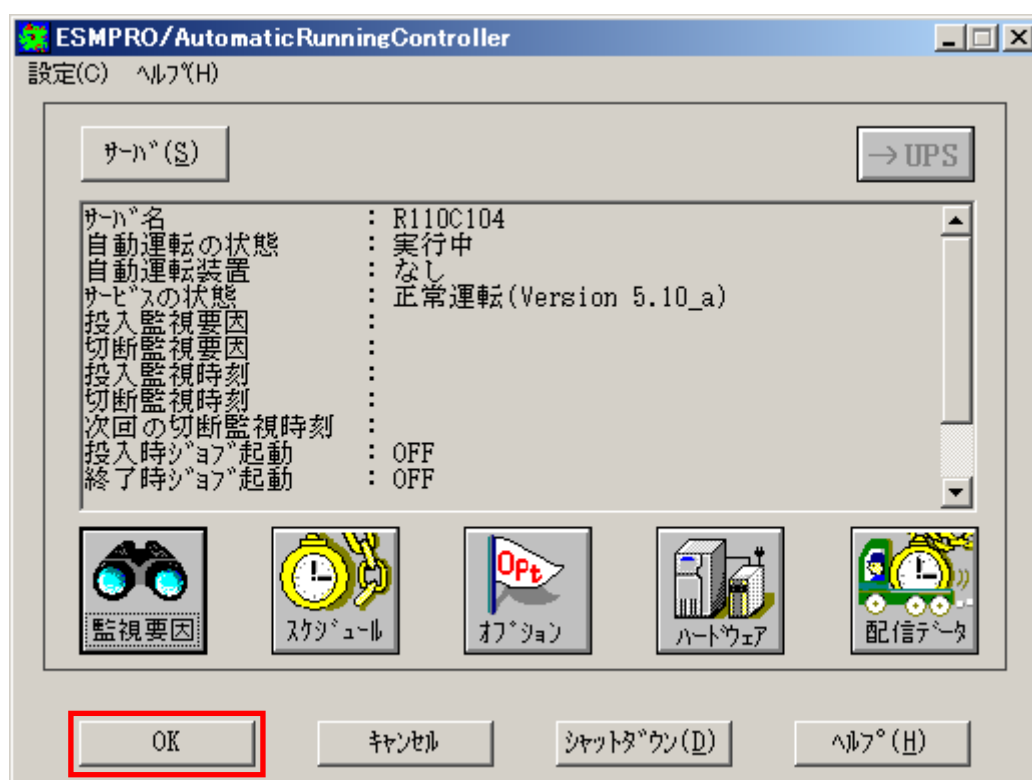 ESMPRO/AutomaticRunningController
設定(C) ﾍﾙﾌﾟ(H)
ｻｰﾊﾞ(S)
→UPS
ｻｰﾊﾞ名 : R110C104
自動運転の状態 : 実行中
自動運転装置 : なし
ｻｰﾋﾞｽの状態 : 正常運転(Version 5.10_a)
投入監視要因 :
切断監視要因 :
投入監視時刻 :
切断監視時刻 :
次回の切断監視時刻 :
投入時ｼﾞｮﾌﾞ起動 : OFF
終了時ｼﾞｮﾌﾞ起動 : OFF
Opt
監視要因 ｽｹｼﾞｭｰﾙ ｵﾌﾟｼｮﾝ ﾊｰﾄﾞｳｪｱ 配信ﾃﾞｰﾀ
OK ｷｬﾝｾﾙ ｼｬｯﾄﾀﾞｳﾝ(D) ﾍﾙﾌﾟ(H)